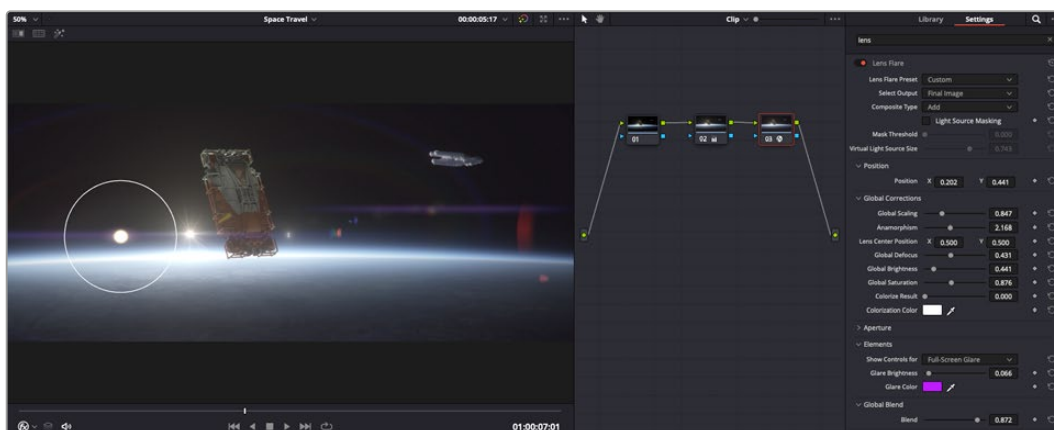 50% Space Travel 00:00:05:17 ... Clip ... Library Settings
lens
Lens Flare
Lens Flare Preset Custom
Select Output Final Image
Composite Type Add
Light Source Masking
Mask Threshold 0.000
Virtual Light Source Size 0.743
Position
Position X 0.202 Y 0.441
Global Corrections
Global Scaling 0.847
Anamorphism 2.168
Lens Center Position X 0.500 Y 0.500
Global Defocus 0.431
Global Brightness 0.441
Global Saturation 0.876
Colorize Result 0.000
Colorization Color
Aperture
Elements
Show Controls for Full-Screen Glare
Glare Brightness 0.066
Glare Color
Global Blend
Blend 0.872
01 02 03
fx 01:00:07:01